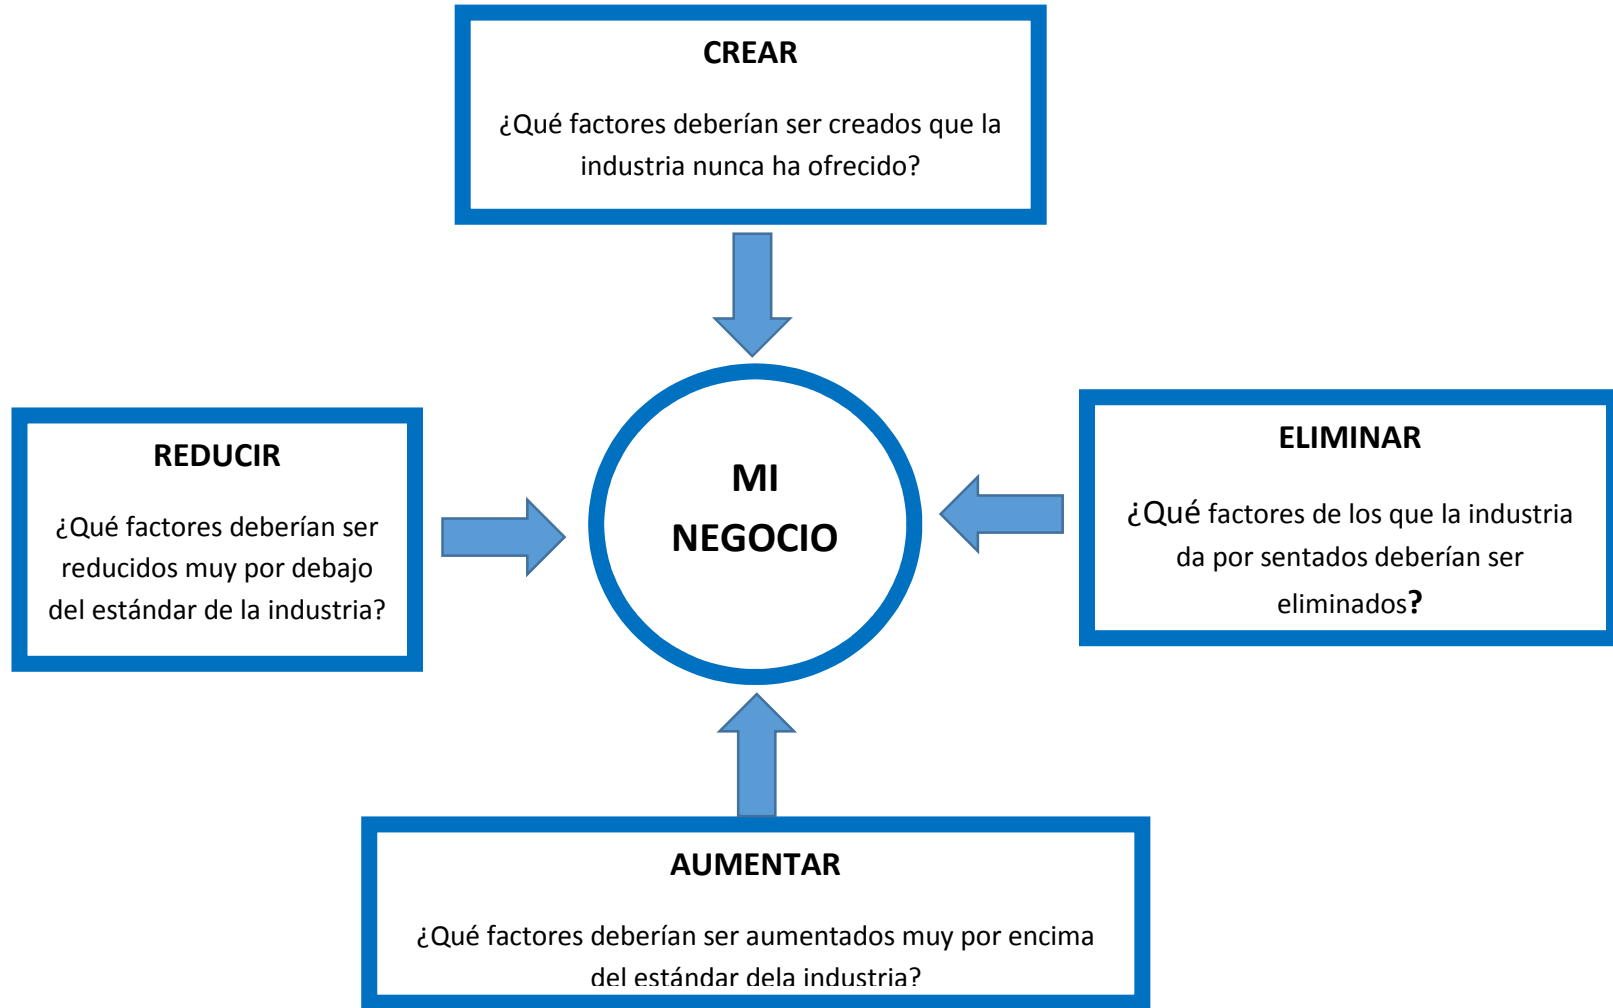 CREAR
¿Qué factores deberían ser creados que la
industria nunca ha ofrecido?
REDUCIR
¿Qué factores deberían ser
reducidos muy por debajo
del estándar de la industria?
MI
NEGOCIO
ELIMINAR
¿Qué factores de los que la industria
da por sentados deberían ser
eliminados?
AUMENTAR
¿Qué factores deberían ser aumentados muy por encima
del estándar dela industria?